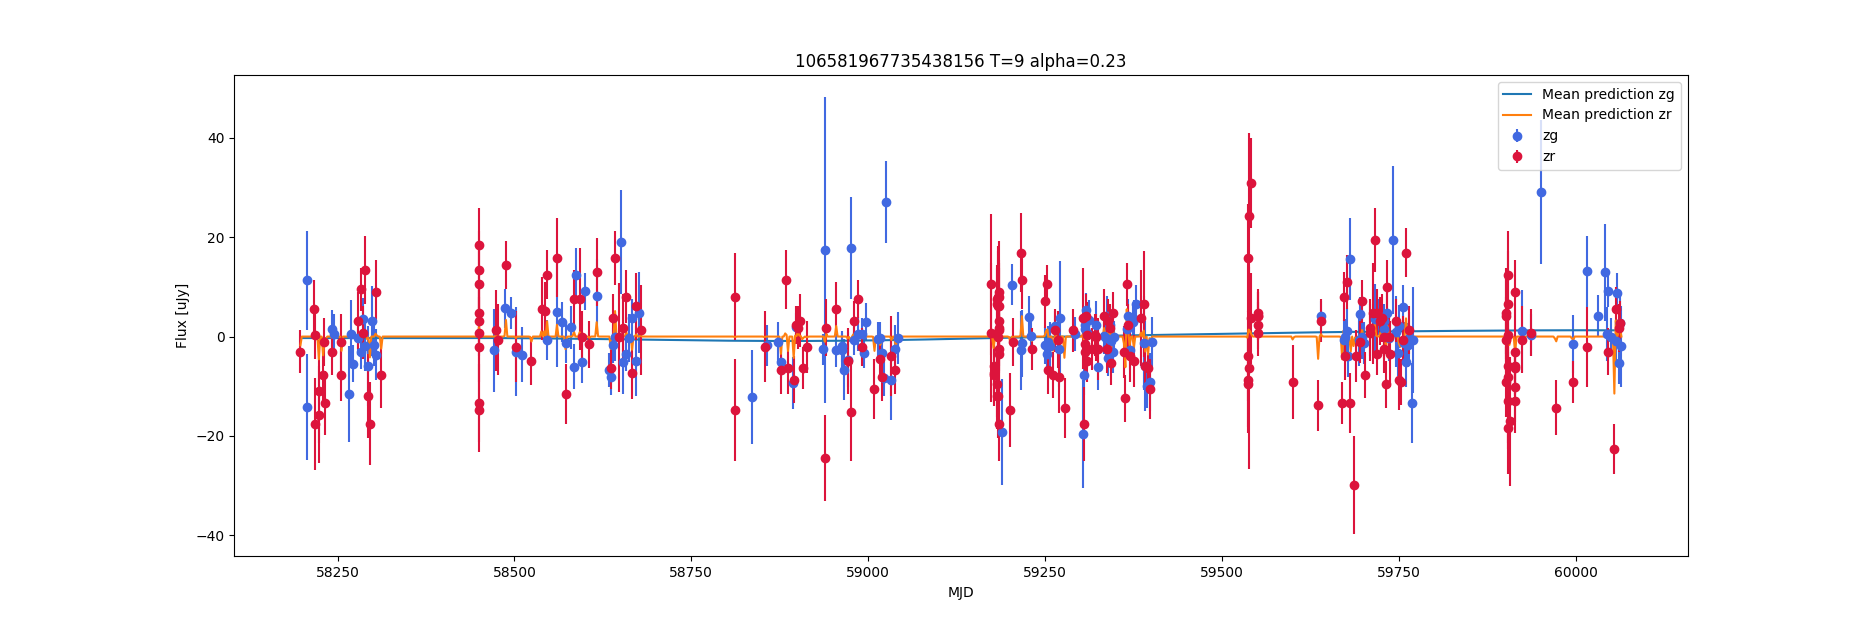 106581967735438156 T=9 alpha=0.23
Mean prediction zg
Mean prediction zr
zg
zr
Flux [uJy]
40
20
0
−20
−40
58250 58500 58750 59000 59250 59500 59750 60000
MJD